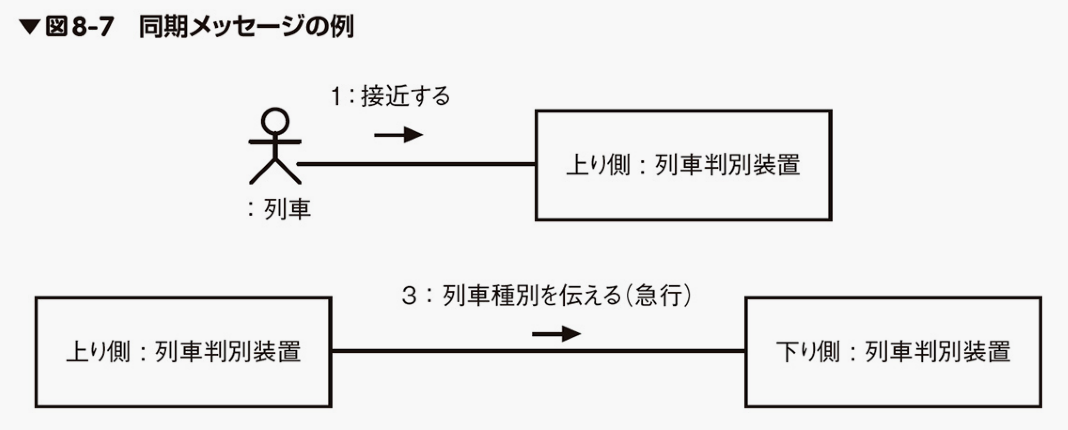 ▼図8-7 同期メッセージの例
1：接近する
上り側：列車判別装置
：列車
3：列車種別を伝える（急行）
上り側：列車判別装置
下り側：列車判別装置